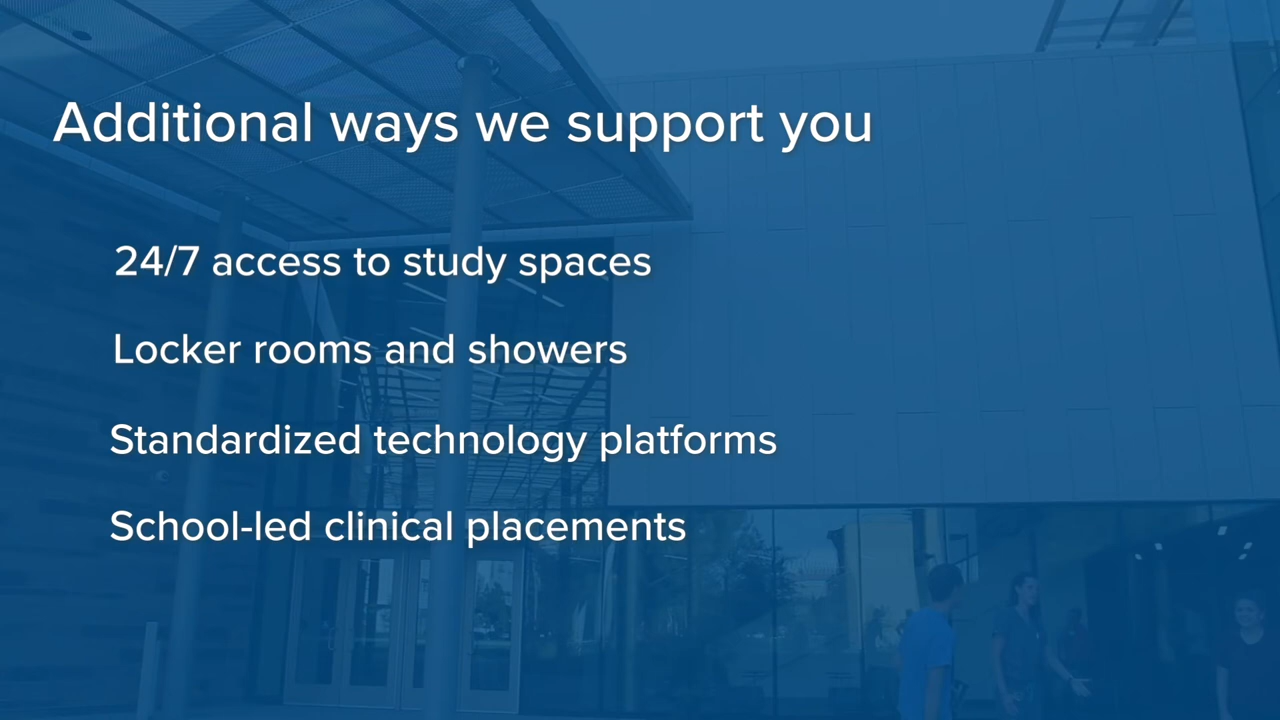 Additional ways we support you
24/7 access to study spaces
Locker rooms and showers
Standardized technology platforms
School-led clinical placements